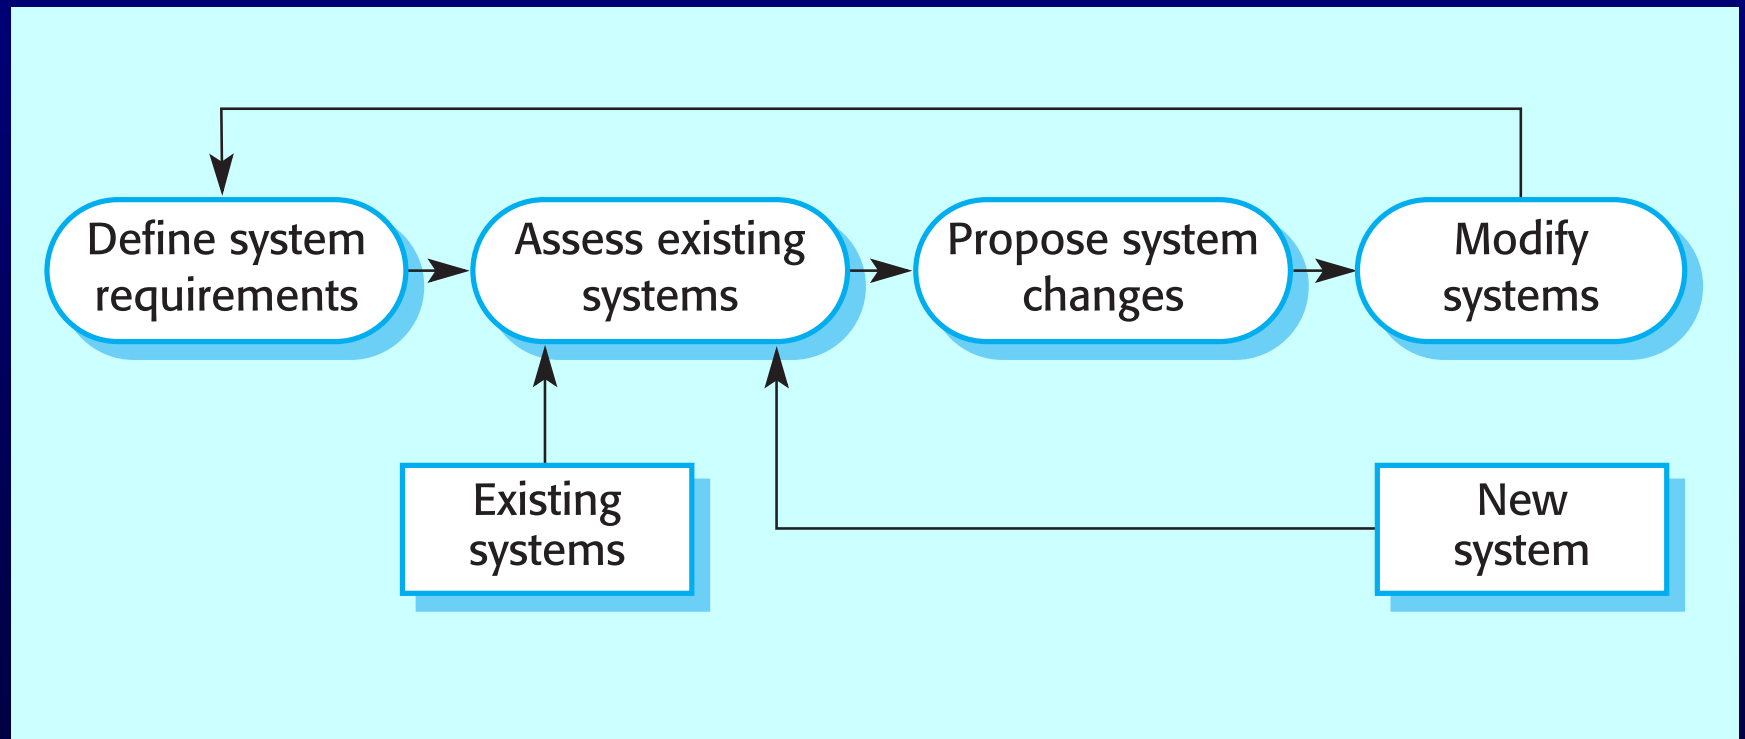 Define system
requirements
Assess existing
systems
Propose system
changes
Modify
systems
Existing
systems
New
system